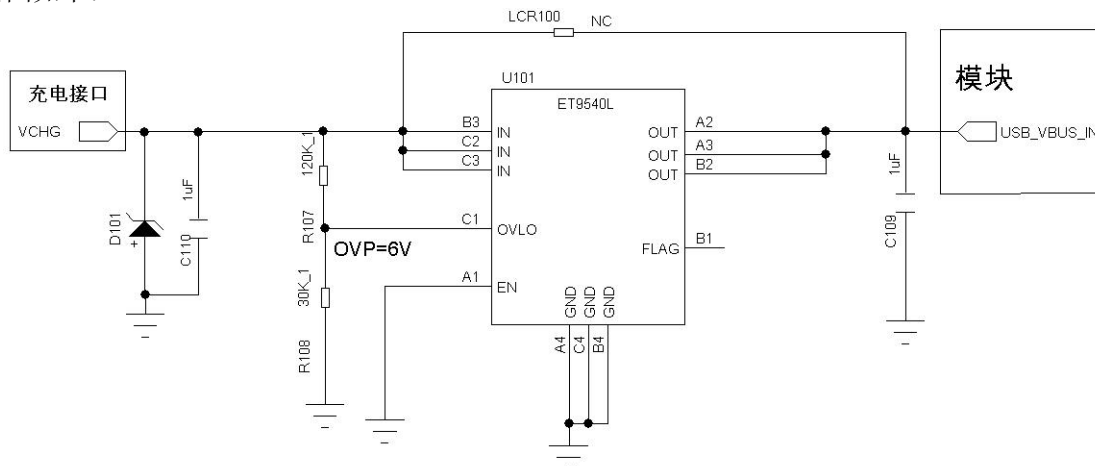 LCR100
NC
充电接口
VCHG
U101
ET9540L
模块
USB_VBUS_IN
B3
IN
C2
IN
C3
IN
OUT
A2
OUT
A3
OUT
B2
D101
+
1uF
C110
120K_1
R107
C1
OVLO
OVP=6V
30K_1
R108
A1
EN
FLAG
B1
GND
GND
GND
A4
C4
B4
1uF
C109